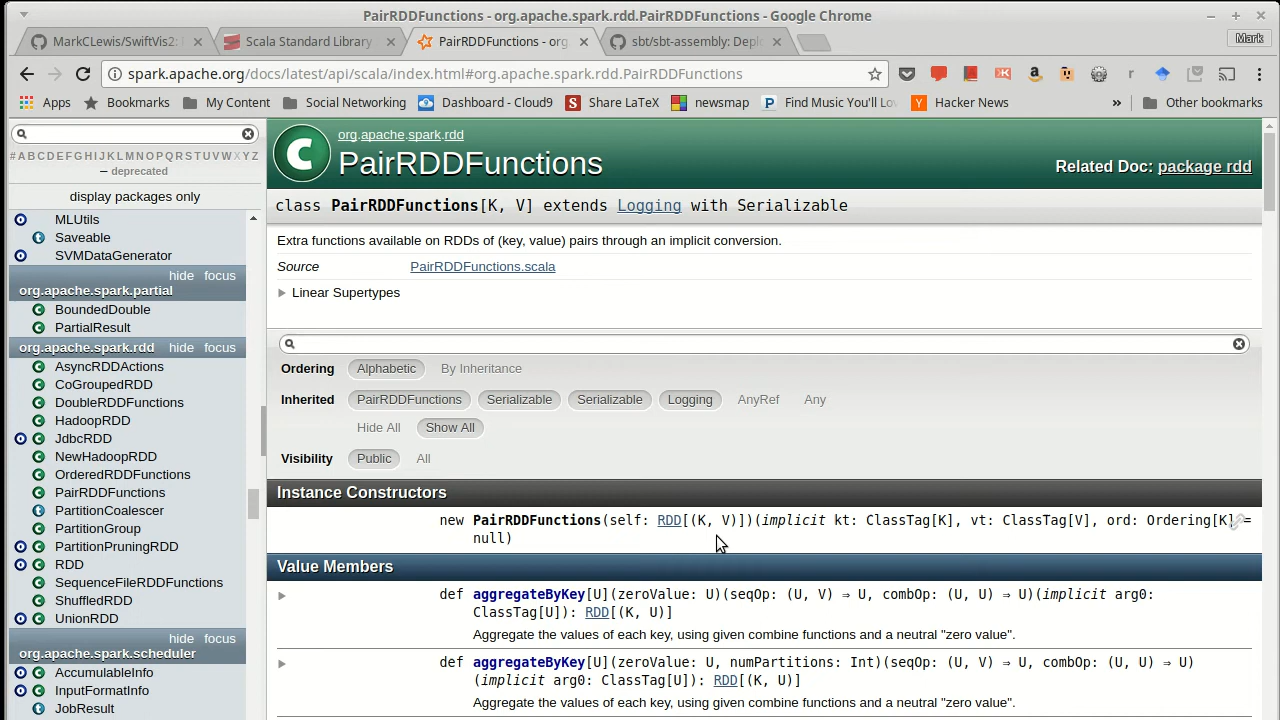 PairRDDFunctions - org.apache.spark.rdd.PairRDDFunctions - Google Chrome
MarkCLewis/SwiftVis2:
Scala Standard Library
PairRDDFunctions - org
sbt/sbt-assembly: Depl
Mark
spark.apache.org/docs/latest/api/scala/index.html#org.apache.spark.rdd.PairRDDFunctions
Apps
Bookmarks
My Content
Social Networking
Dashboard - Cloud9
Share LaTeX
newsmap
Find Music You'll Lo
Hacker News
»
Other bookmarks
#ABCDEFGHIJKLMNOPQRSTUVWXYZ
– deprecated
display packages only
MLUtils
Saveable
SVMDataGenerator
hide focus
org.apache.spark.partial
BoundedDouble
PartialResult
org.apache.spark.rdd hide focus
AsyncRDDActions
CoGroupedRDD
DoubleRDDFunctions
HadoopRDD
JdbcRDD
NewHadoopRDD
OrderedRDDFunctions
PairRDDFunctions
PartitionCoalescer
PartitionGroup
PartitionPruningRDD
RDD
SequenceFileRDDFunctions
ShuffledRDD
UnionRDD
hide focus
org.apache.spark.scheduler
AccumulableInfo
InputFormatInfo
JobResult
org.apache.spark.rdd
PairRDDFunctions
Related Doc: package rdd
class PairRDDFunctions[K, V] extends Logging with Serializable
Extra functions available on RDDs of (key, value) pairs through an implicit conversion.
Source PairRDDFunctions.scala
Linear Supertypes
Ordering Alphabetic By Inheritance
Inherited PairRDDFunctions Serializable Serializable Logging AnyRef Any
Hide All Show All
Visibility Public All
Instance Constructors
new PairRDDFunctions(self: RDD[(K, V)])(implicit kt: ClassTag[K], vt: ClassTag[V], ord: Ordering[K] =
null)
Value Members
def aggregateByKey[U](zeroValue: U)(seqOp: (U, V) ⇒ U, combOp: (U, U) ⇒ U)(implicit arg0:
ClassTag[U]): RDD[(K, U)]
Aggregate the values of each key, using given combine functions and a neutral "zero value".
def aggregateByKey[U](zeroValue: U, numPartitions: Int)(seqOp: (U, V) ⇒ U, combOp: (U, U) ⇒ U)
(implicit arg0: ClassTag[U]): RDD[(K, U)]
Aggregate the values of each key, using given combine functions and a neutral "zero value".